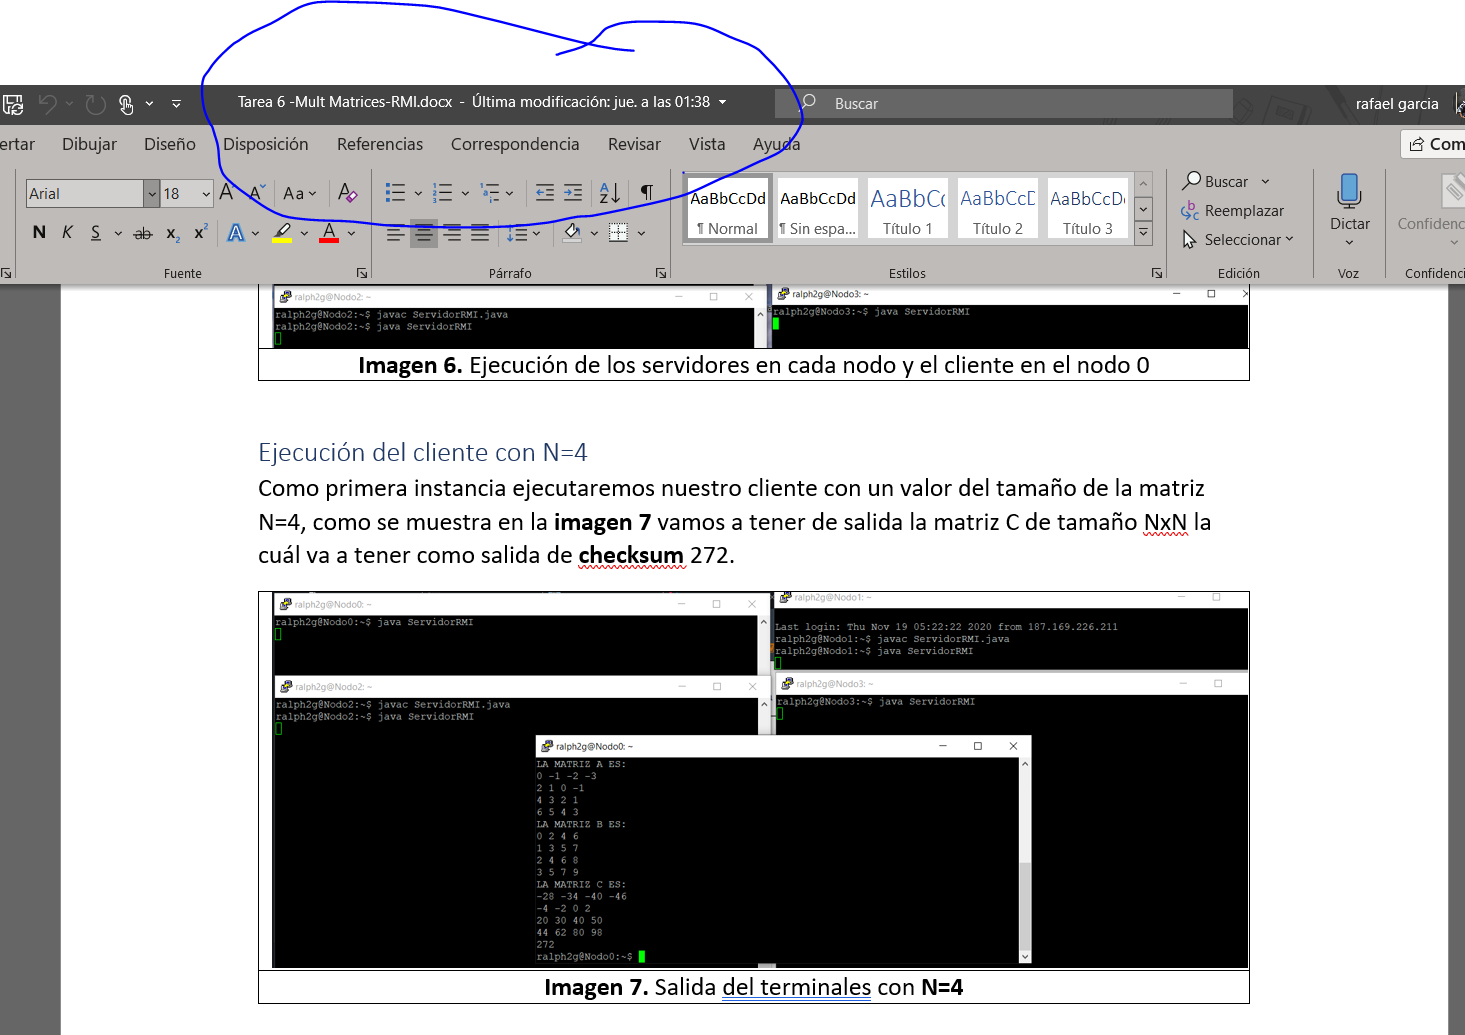 Tarea 6 -Mult Matrices-RMI.docx - Última modificación: jue. a las 01:38
Buscar
rafael garcia
ertar Dibujar Diseño Disposición Referencias Correspondencia Revisar Vista Ayuda
Com
Arial 18 A A Aa A
AaBbCcDd AaBbCcDd AaBbCc AaBbCcD AaBbCcDd
¶ Normal ¶ Sin espa... Título 1 Título 2 Título 3
N K S ab x₂ x² A A
Buscar
Reemplazar
Seleccionar
Dictar
Confidenc
Fuente Párrafo Estilos Edición Voz Confidenci
ralph2g@Nodo2: ~
ralph2g@Nodo2:~$ javac ServidorRMI.java
ralph2g@Nodo2:~$ java ServidorRMI
ralph2g@Nodo3: ~
ralph2g@Nodo3:~$ java ServidorRMI
Imagen 6. Ejecución de los servidores en cada nodo y el cliente en el nodo 0
Ejecución del cliente con N=4
Como primera instancia ejecutaremos nuestro cliente con un valor del tamaño de la matriz
N=4, como se muestra en la imagen 7 vamos a tener de salida la matriz C de tamaño NxN la
cuál va a tener como salida de checksum 272.
ralph2g@Nodo0: ~
ralph2g@Nodo0:~$ java ServidorRMI
ralph2g@Nodo1: ~
Last login: Thu Nov 19 05:22:22 2020 from 187.169.226.211
ralph2g@Nodo1:~$ javac ServidorRMI.java
ralph2g@Nodo1:~$ java ServidorRMI
ralph2g@Nodo2: ~
ralph2g@Nodo2:~$ javac ServidorRMI.java
ralph2g@Nodo2:~$ java ServidorRMI
ralph2g@Nodo3: ~
ralph2g@Nodo3:~$ java ServidorRMI
ralph2g@Nodo0: ~
LA MATRIZ A ES:
0 -1 -2 -3
2 1 0 -1
4 3 2 1
6 5 4 3
LA MATRIZ B ES:
0 2 4 6
1 3 5 7
2 4 6 8
3 5 7 9
LA MATRIZ C ES:
-28 -34 -40 -46
-4 -2 0 2
20 30 40 50
44 62 80 98
272
ralph2g@Nodo0:~$
Imagen 7. Salida del terminales con N=4